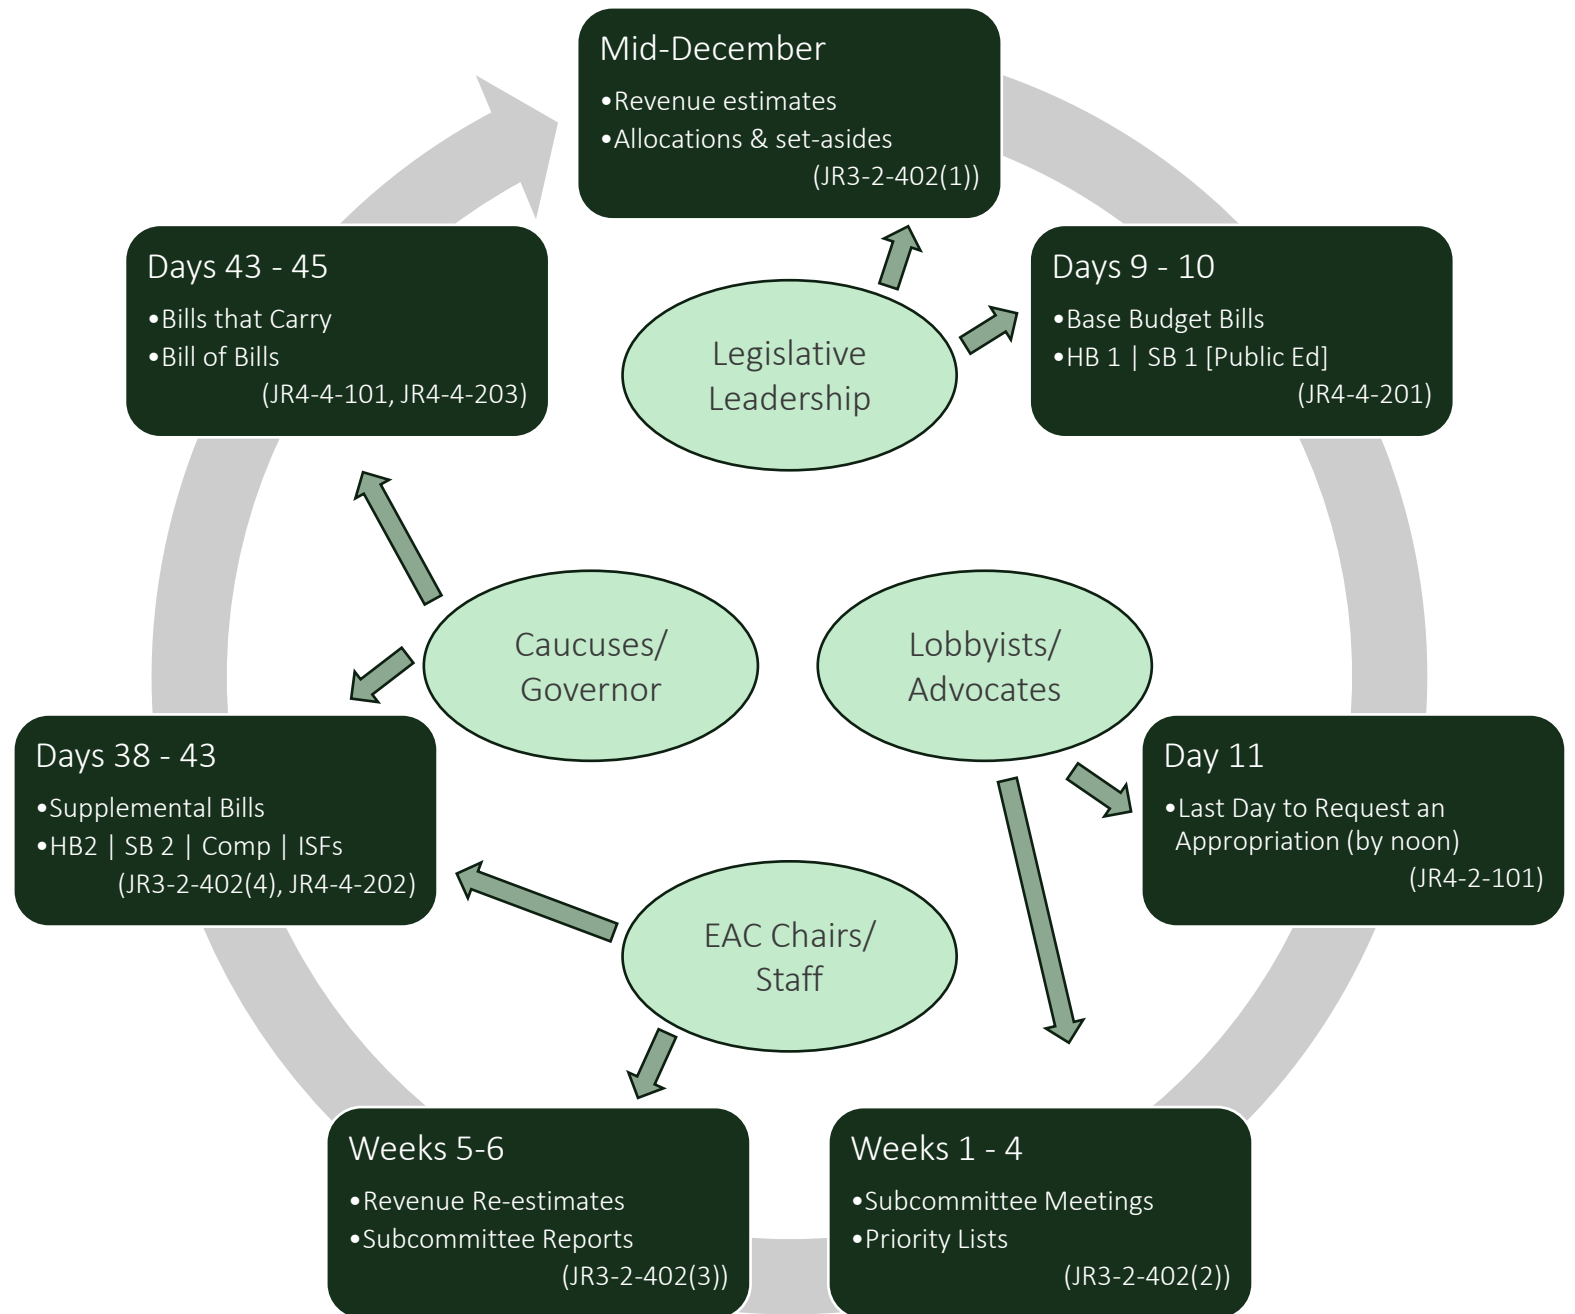 Mid-December
•Revenue estimates
•Allocations & set-asides
(JR3-2-402(1))
Days 9 - 10
•Base Budget Bills
•HB 1 | SB 1 [Public Ed]
(JR4-4-201)
Day 11
•Last Day to Request an
Appropriation (by noon)
(JR4-2-101)
Weeks 1 - 4
•Subcommittee Meetings
•Priority Lists
(JR3-2-402(2))
Weeks 5-6
•Revenue Re-estimates
•Subcommittee Reports
(JR3-2-402(3))
Days 38 - 43
•Supplemental Bills
•HB2 | SB 2 | Comp | ISFs
(JR3-2-402(4), JR4-4-202)
Days 43 - 45
•Bills that Carry
•Bill of Bills
(JR4-4-101, JR4-4-203)
Legislative
Leadership
Lobbyists/
Advocates
EAC Chairs/
Staff
Caucuses/
Governor